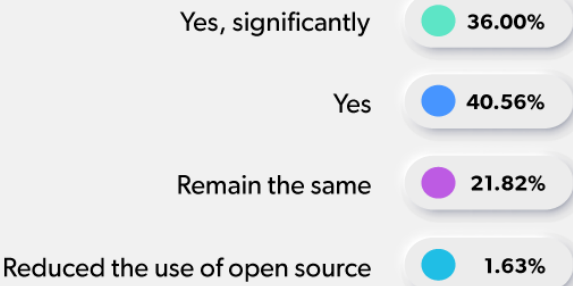 Yes, significantly 36.00%
Yes 40.56%
Remain the same 21.82%
Reduced the use of open source 1.63%